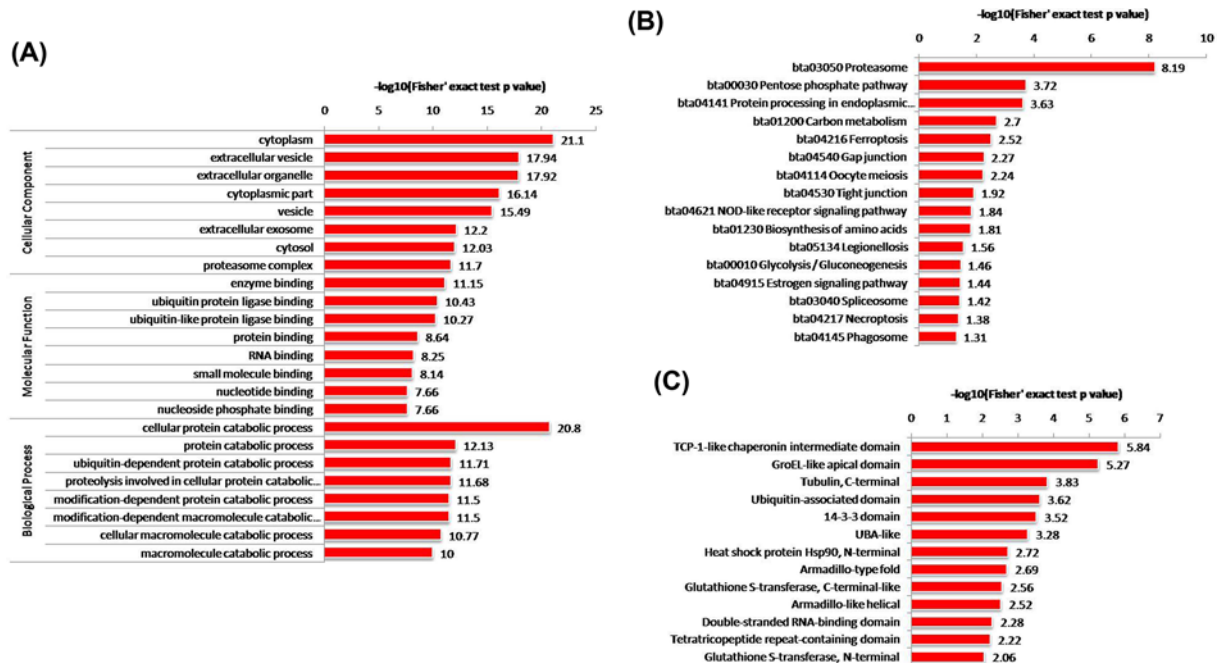 (A)
-log10(Fisher' exact test p value)
0 5 10 15 20 25
Cellular Component
cytoplasm 21.1
extracellular vesicle 17.94
extracellular organelle 17.92
cytoplasmic part 16.14
vesicle 15.49
extracellular exosome 12.2
cytosol 12.03
proteasome complex 11.7
Molecular Function
enzyme binding 11.15
ubiquitin protein ligase binding 10.43
ubiquitin-like protein ligase binding 10.27
protein binding 8.64
RNA binding 8.25
small molecule binding 8.14
nucleotide binding 7.66
nucleoside phosphate binding 7.66
Biological Process
cellular protein catabolic process 20.8
protein catabolic process 12.13
ubiquitin-dependent protein catabolic process 11.71
proteolysis involved in cellular protein catabolic... 11.68
modification-dependent protein catabolic process 11.5
modification-dependent macromolecule catabolic... 11.5
cellular macromolecule catabolic process 10.77
macromolecule catabolic process 10
(B)
-log10(Fisher' exact test p value)
0 2 4 6 8 10
bta03050 Proteasome 8.19
bta00030 Pentose phosphate pathway 3.72
bta04141 Protein processing in endoplasmic... 3.63
bta01200 Carbon metabolism 2.7
bta04216 Ferroptosis 2.52
bta04540 Gap junction 2.27
bta04114 Oocyte meiosis 2.24
bta04530 Tight junction 1.92
bta04621 NOD-like receptor signaling pathway 1.84
bta01230 Biosynthesis of amino acids 1.81
bta05134 Legionellosis 1.56
bta00010 Glycolysis / Gluconeogenesis 1.46
bta04915 Estrogen signaling pathway 1.44
bta03040 Spliceosome 1.42
bta04217 Necroptosis 1.38
bta04145 Phagosome 1.31
(C)
-log10(Fisher' exact test p value)
0 1 2 3 4 5 6 7
TCP-1-like chaperonin intermediate domain 5.84
GroEL-like apical domain 5.27
Tubulin, C-terminal 3.83
Ubiquitin-associated domain 3.62
14-3-3 domain 3.52
UBA-like 3.28
Heat shock protein Hsp90, N-terminal 2.72
Armadillo-type fold 2.69
Glutathione S-transferase, C-terminal-like 2.56
Armadillo-like helical 2.52
Double-stranded RNA-binding domain 2.28
Tetratricopeptide repeat-containing domain 2.22
Glutathione S-transferase, N-terminal 2.06